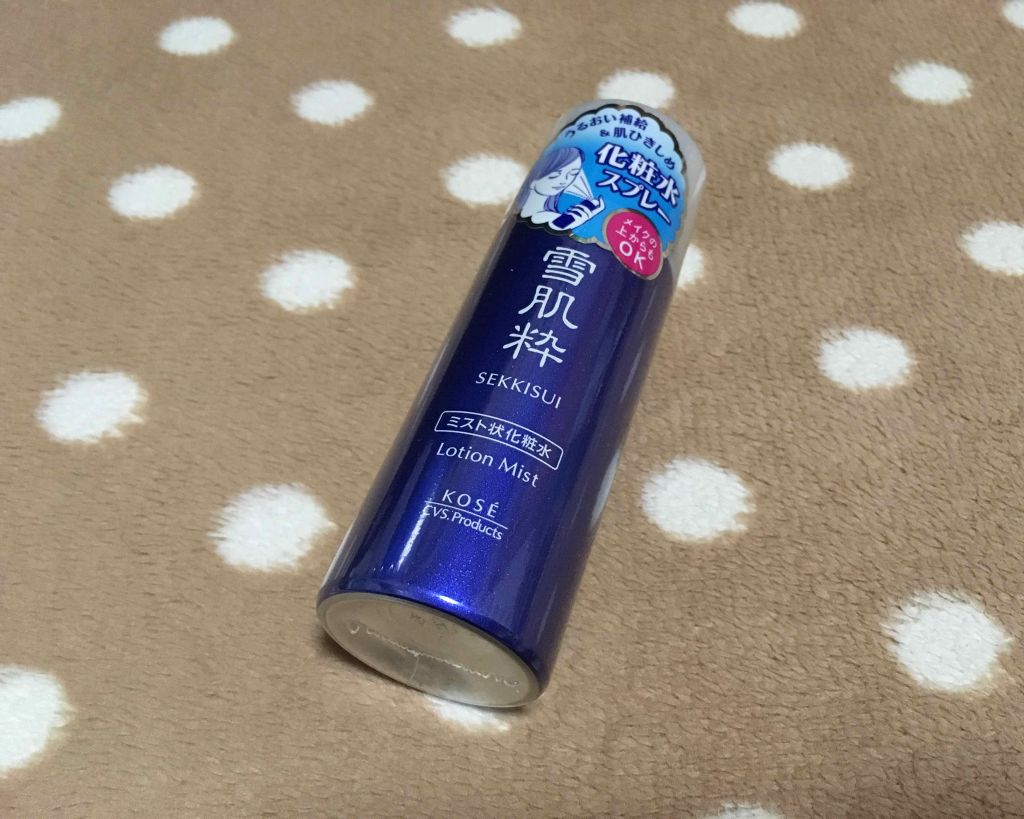 うるおい補給
&肌ひきしめ
化粧水
スプレー
メイクの
上からも
OK
雪肌粋
SEKKISUI
ミスト状化粧水
Lotion Mist
KOSÉ
CVS.Products